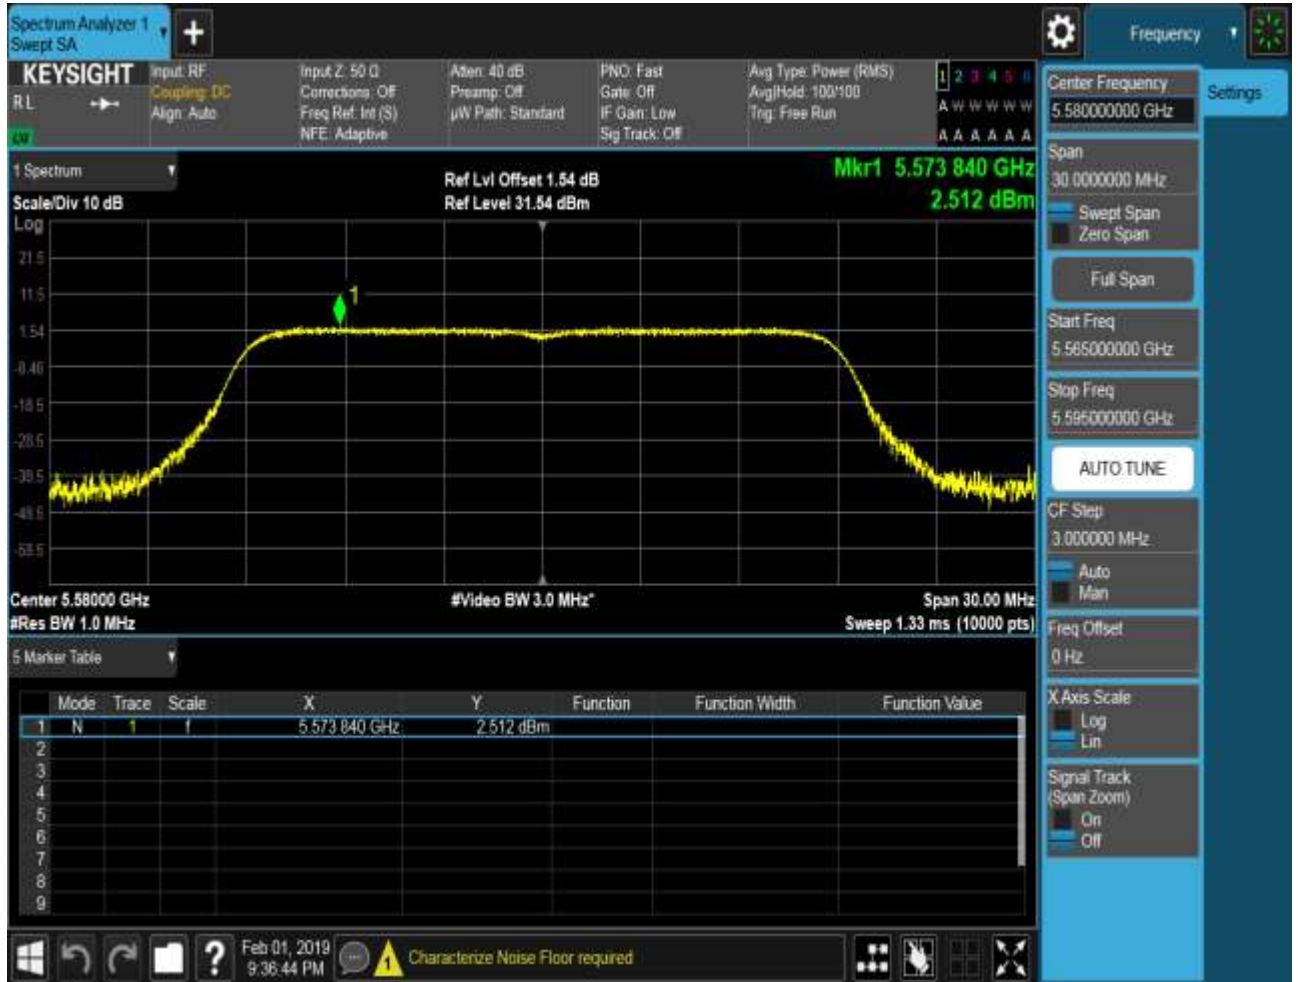 Spectrum Analyzer 1
Swept SA
+
Frequency
KEYSIGHT
RL
Input: RF
Coupling: DC
Align: Auto
Input Z: 50 Ω
Corrections: Off
Freq Ref: Int (S)
NFE: Adaptive
Atten: 40 dB
Preamp: Off
µW Path: Standard
PNO: Fast
Gate: Off
IF Gain: Low
Sig Track: Off
Avg Type: Power (RMS)
Avg|Hold: 100/100
Trig: Free Run
1 2 3 4 5 6
A W W W W W
A A A A A A
1 Spectrum
Scale/Div 10 dB
Log
Ref Lvl Offset 1.54 dB
Ref Level 31.54 dBm
Mkr1 5.573 840 GHz
2.512 dBm
21.5
11.5
1.54
-8.46
-18.5
-28.5
-38.5
-48.5
-58.5
1
Center 5.58000 GHz
#Res BW 1.0 MHz
#Video BW 3.0 MHz*
Span 30.00 MHz
Sweep 1.33 ms (10000 pts)
5 Marker Table
Mode Trace Scale X Y Function Function Width Function Value
1 N 1 f 5.573 840 GHz 2.512 dBm
2
3
4
5
6
7
8
9
Feb 01, 2019
9:36:44 PM
?
1
Characterize Noise Floor required
Settings
Center Frequency
5.580000000 GHz
Span
30.0000000 MHz
Swept Span
Zero Span
Full Span
Start Freq
5.565000000 GHz
Stop Freq
5.595000000 GHz
AUTO TUNE
CF Step
3.000000 MHz
Auto
Man
Freq Offset
0 Hz
X Axis Scale
Log
Lin
Signal Track
(Span Zoom)
On
Off